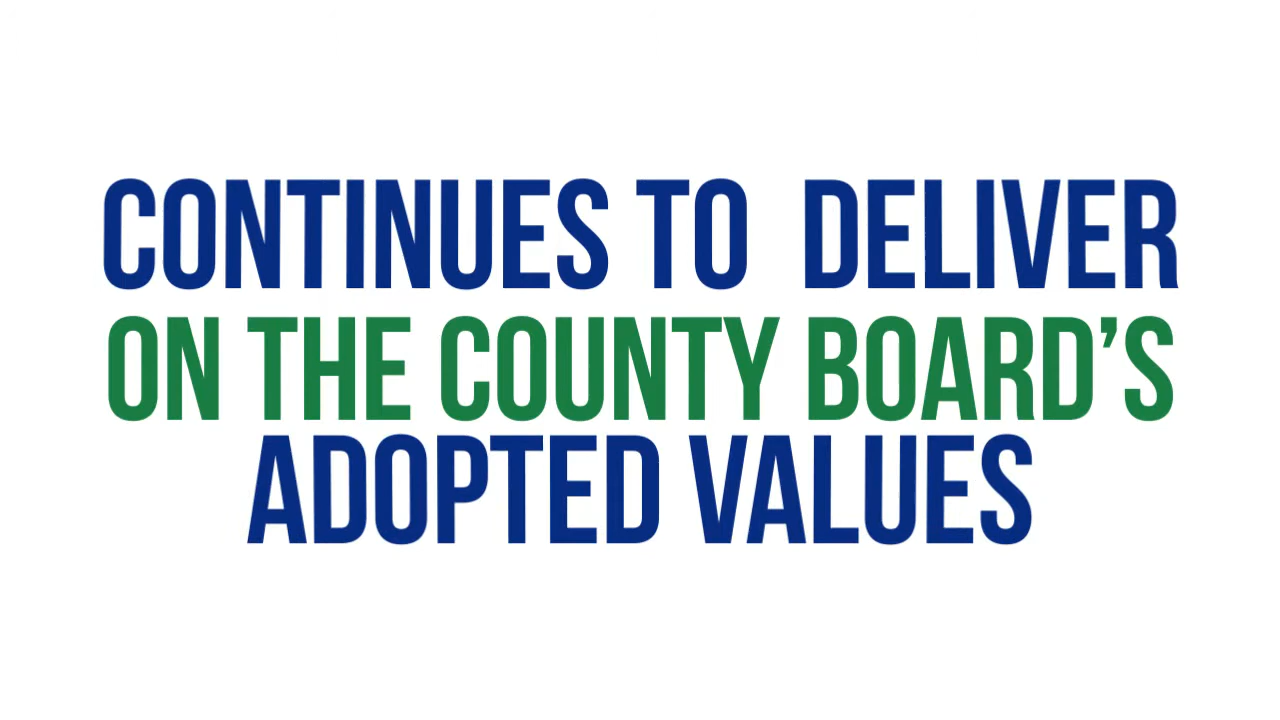 CONTINUES TO  DELIVER
ON THE COUNTY BOARD’S
ADOPTED VALUES